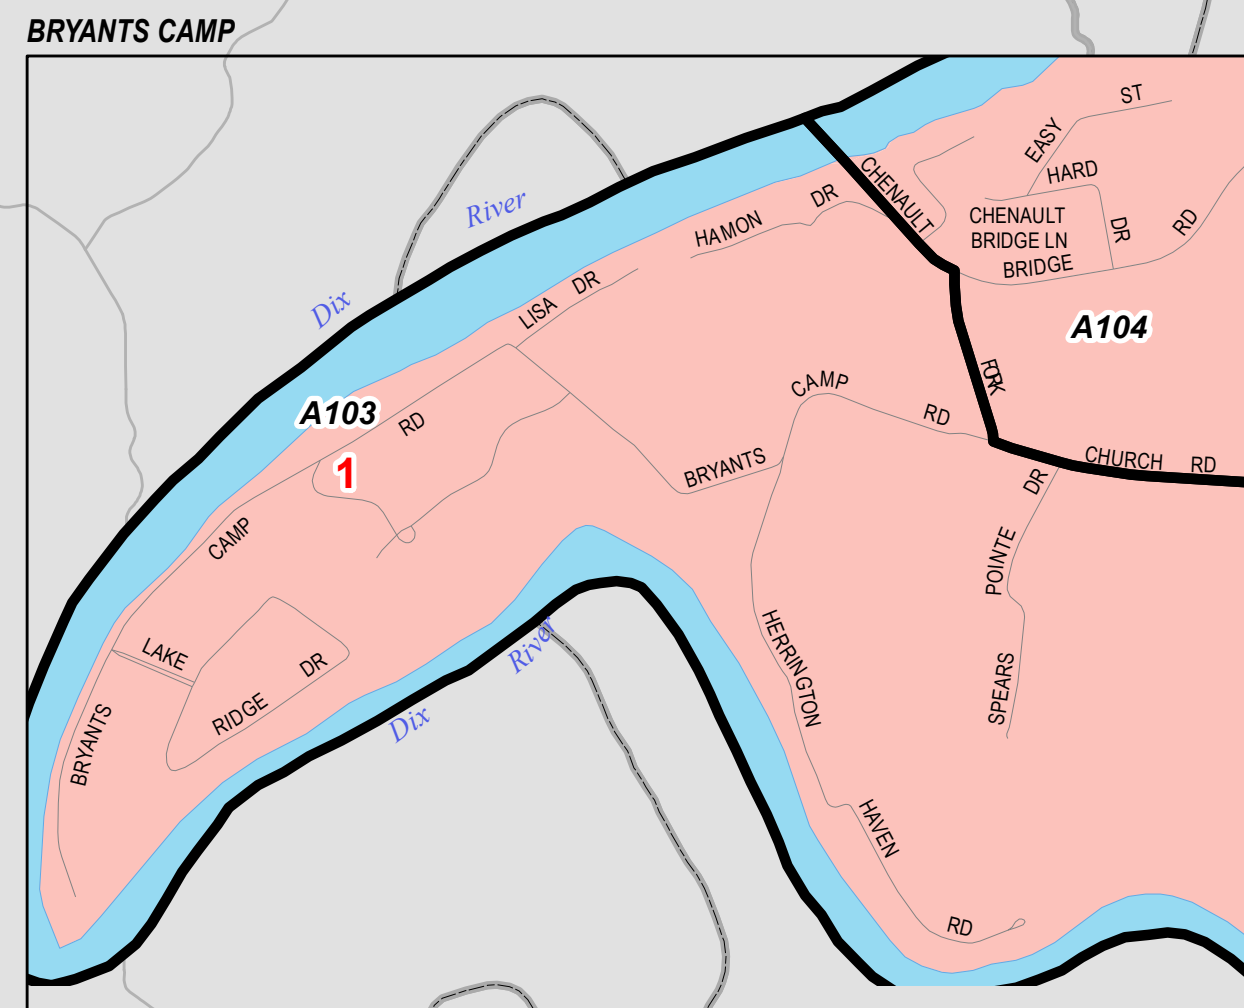 BRYANTS CAMP
ST
EASY
HARD
DR
CHENAULT
BRIDGE LN
BRIDGE
RD
CHENAULT
River
HAMON DR
Dix
LISA DR
A104
FORK
A103
1
RD
CAMP
RD
BRYANTS
CHURCH RD
DR
POINTE
SPEARS
CAMP
LAKE
RIDGE DR
BRYANTS
River
Dix
HERRINGTON
HAVEN
RD